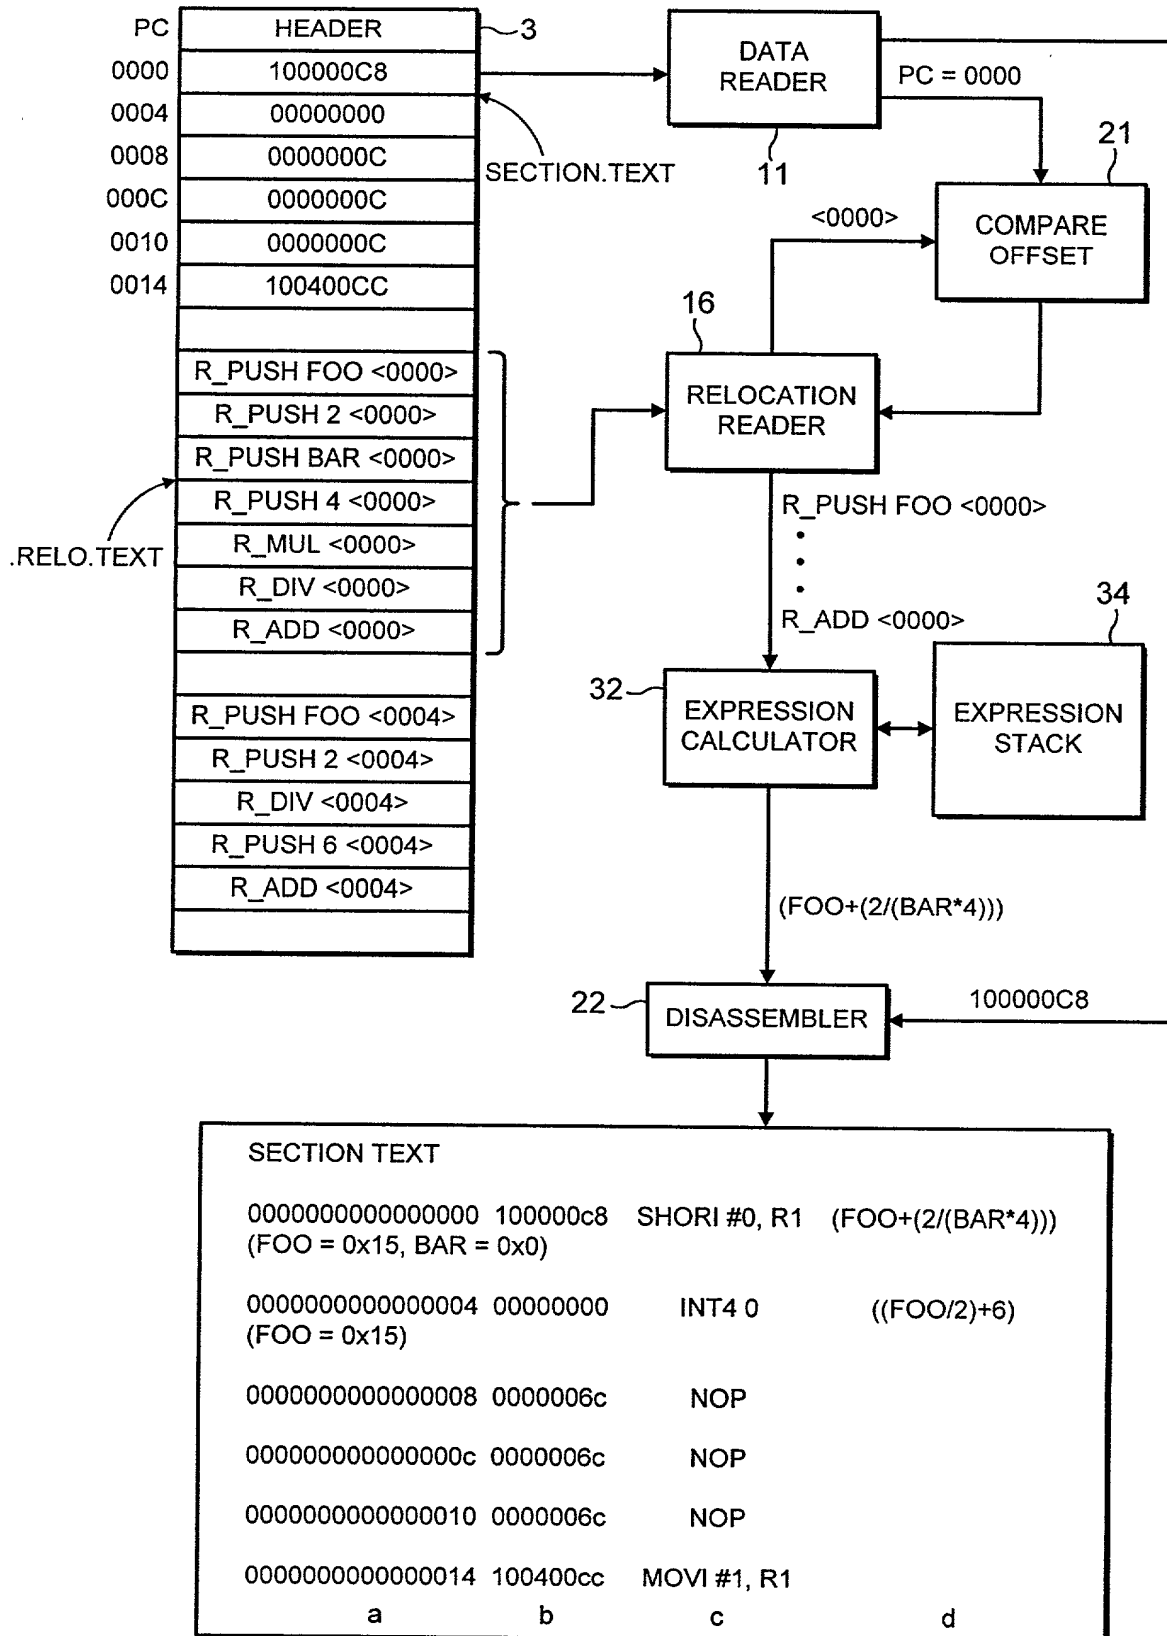 PC HEADER 3
0000 100000C8
0004 00000000
0008 0000000C
000C 0000000C
0010 0000000C
0014 100400CC
SECTION.TEXT
R_PUSH FOO <0000>
R_PUSH 2 <0000>
R_PUSH BAR <0000>
R_PUSH 4 <0000>
R_MUL <0000>
R_DIV <0000>
R_ADD <0000>
.RELO.TEXT
R_PUSH FOO <0004>
R_PUSH 2 <0004>
R_DIV <0004>
R_PUSH 6 <0004>
R_ADD <0004>
DATA
READER
11
PC = 0000
21
COMPARE
OFFSET
<0000>
16
RELOCATION
READER
R_PUSH FOO <0000>
R_ADD <0000>
32
EXPRESSION
CALCULATOR
34
EXPRESSION
STACK
(FOO+(2/(BAR*4)))
22
DISASSEMBLER
100000C8
SECTION TEXT
0000000000000000 100000c8 SHORI #0, R1 (FOO+(2/(BAR*4)))
(FOO = 0x15, BAR = 0x0)
0000000000000004 00000000 INT4 0 ((FOO/2)+6)
(FOO = 0x15)
0000000000000008 0000006c NOP
000000000000000c 0000006c NOP
0000000000000010 0000006c NOP
0000000000000014 100400cc MOVI #1, R1
a b c d